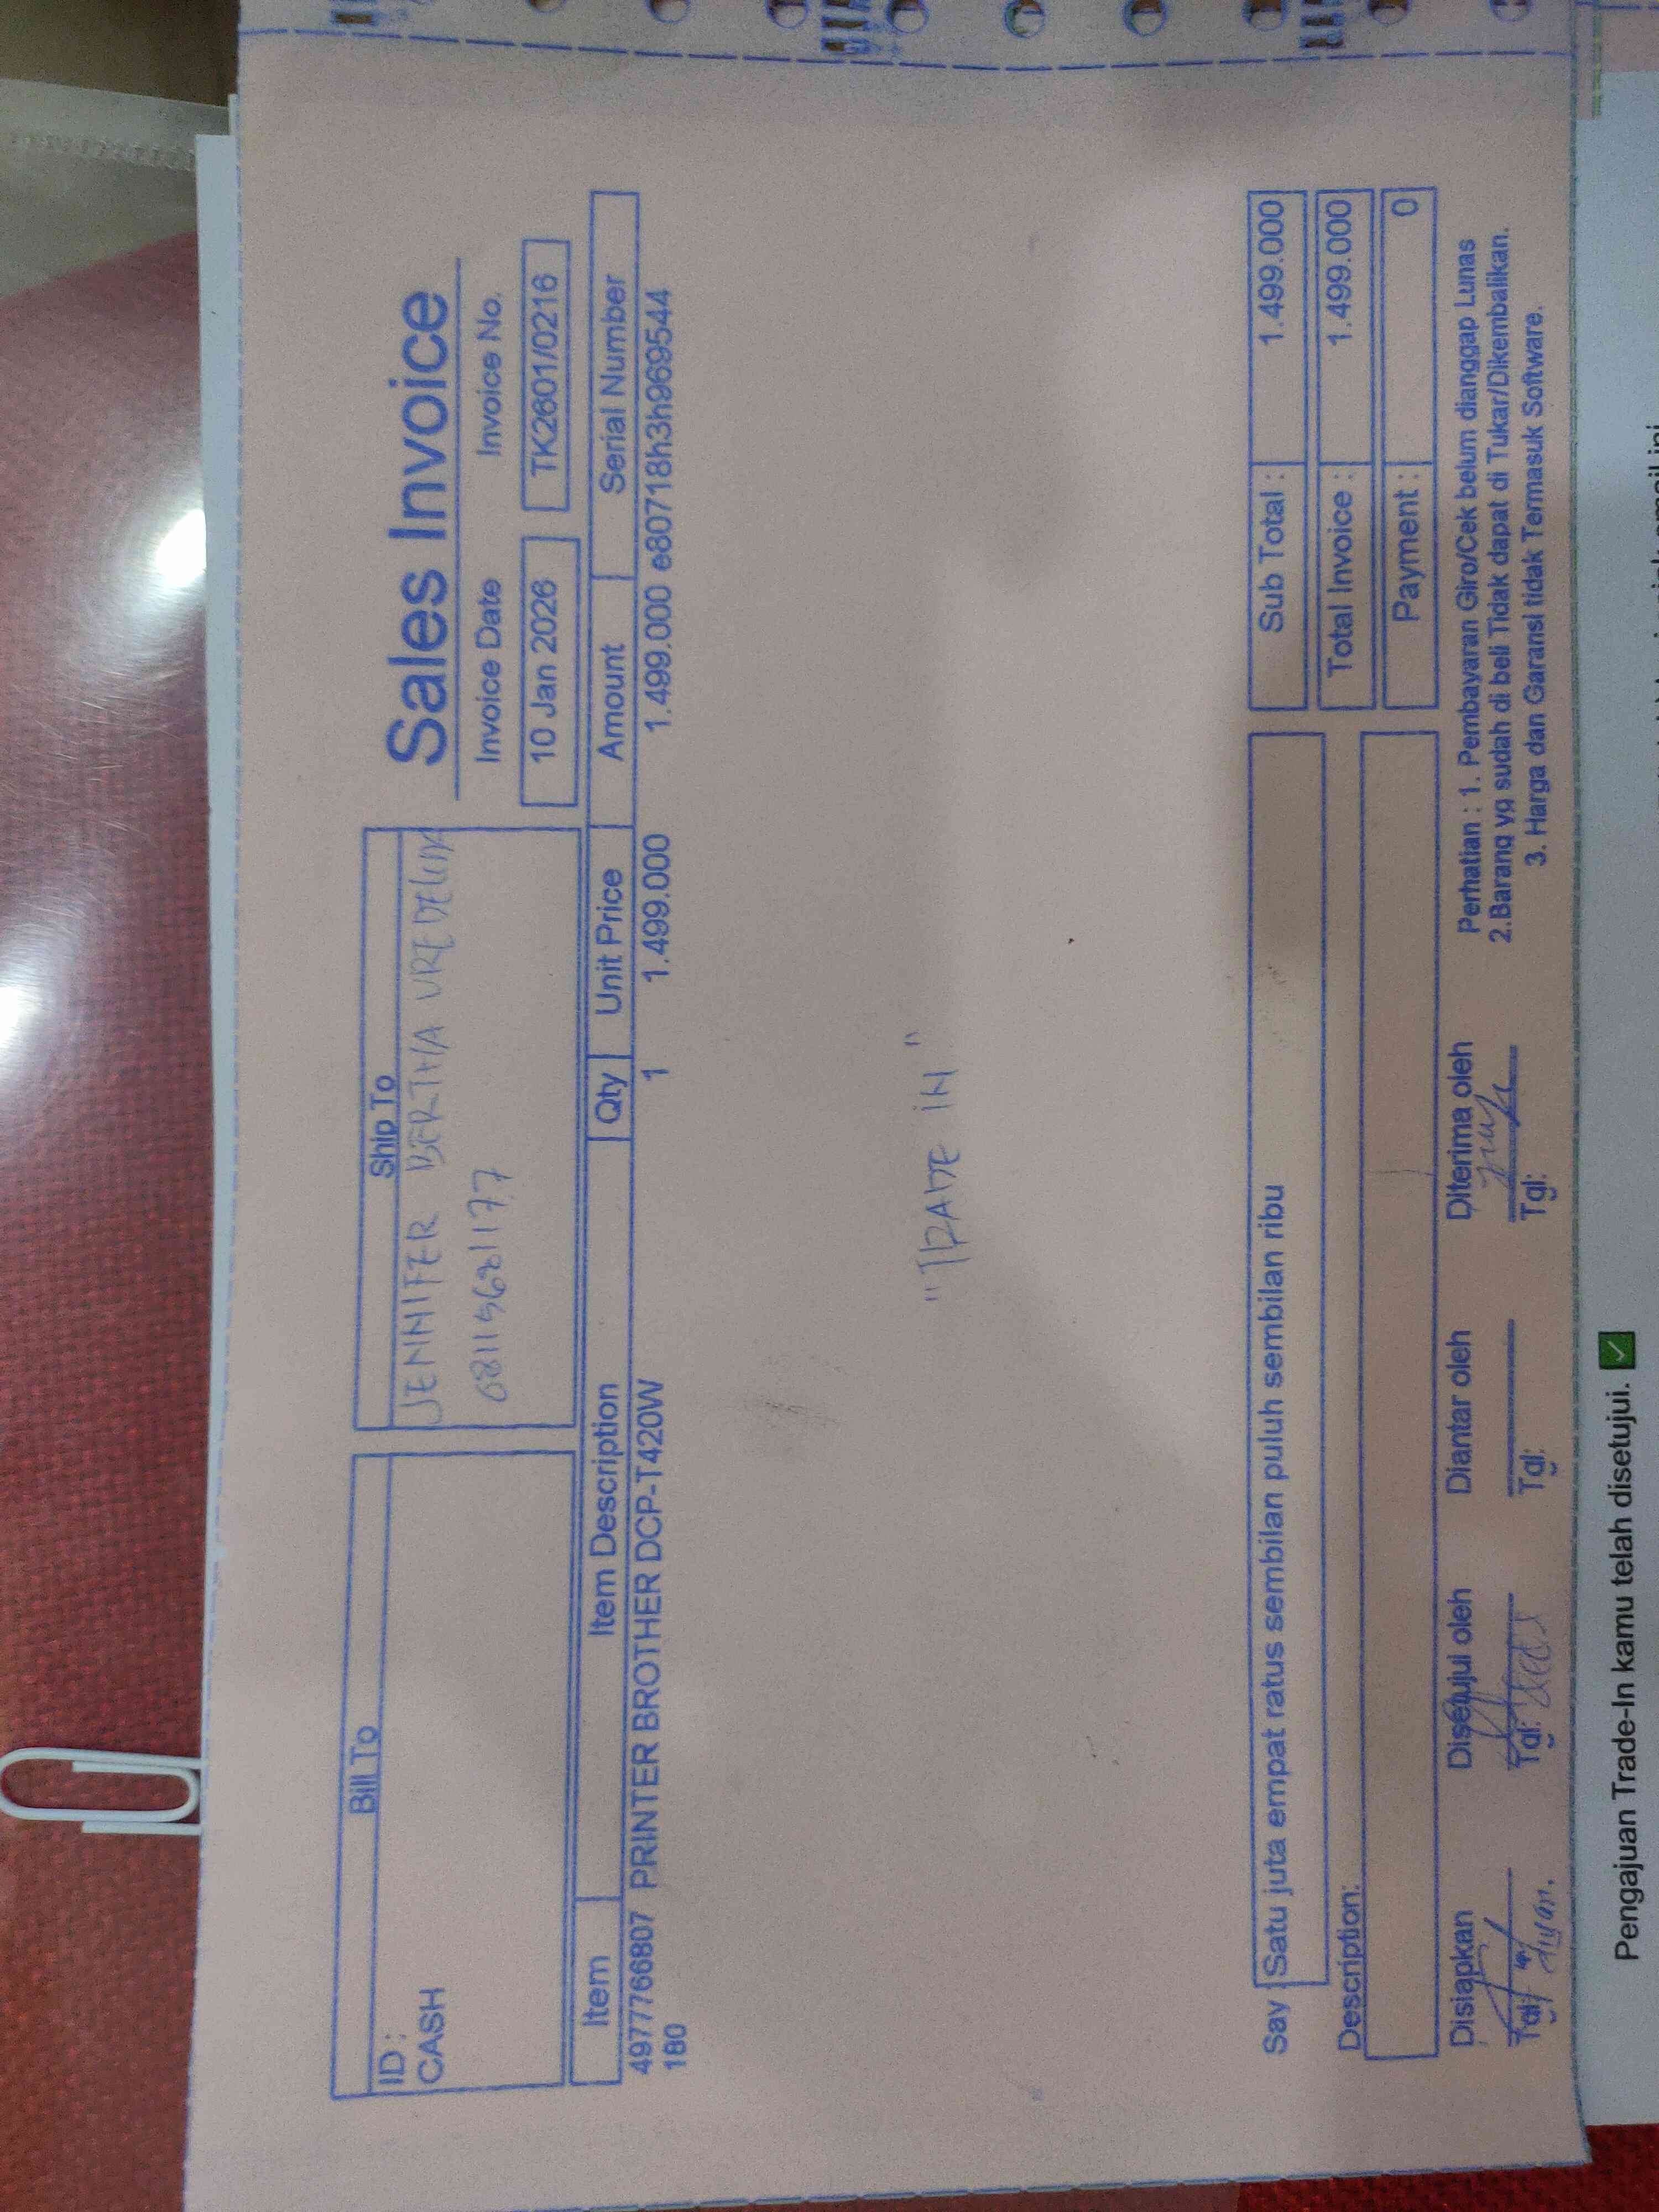 Sales Invoice
Bill To
ID :
CASH
Ship To
JENNIFER BERTHA
Invoice Date
Invoice No.
10 Jan 2026
TK2601/0216
Item
Item Description
Qty
Unit Price
Amount
Serial Number
4977766807 PRINTER BROTHER DCP-T420W 1 1.499.000 1.499.000 e80718h3h969544
180
"TRADE IN"
Say : Satu juta empat ratus sembilan puluh sembilan ribu
Sub Total : 1.499.000
Total Invoice : 1.499.000
Payment : 0
Description:
Disiapkan
Disetujui oleh
Diantar oleh
Diterima oleh
Tgl:
Tgl:
Tgl:
Tgl:
Perhatian : 1. Pembayaran Giro/Cek belum dianggap Lunas
2.Barang yg sudah di beli Tidak dapat di Tukar/Dikembalikan.
3. Harga dan Garansi tidak Termasuk Software.
Pengajuan Trade-In kamu telah disetujui.